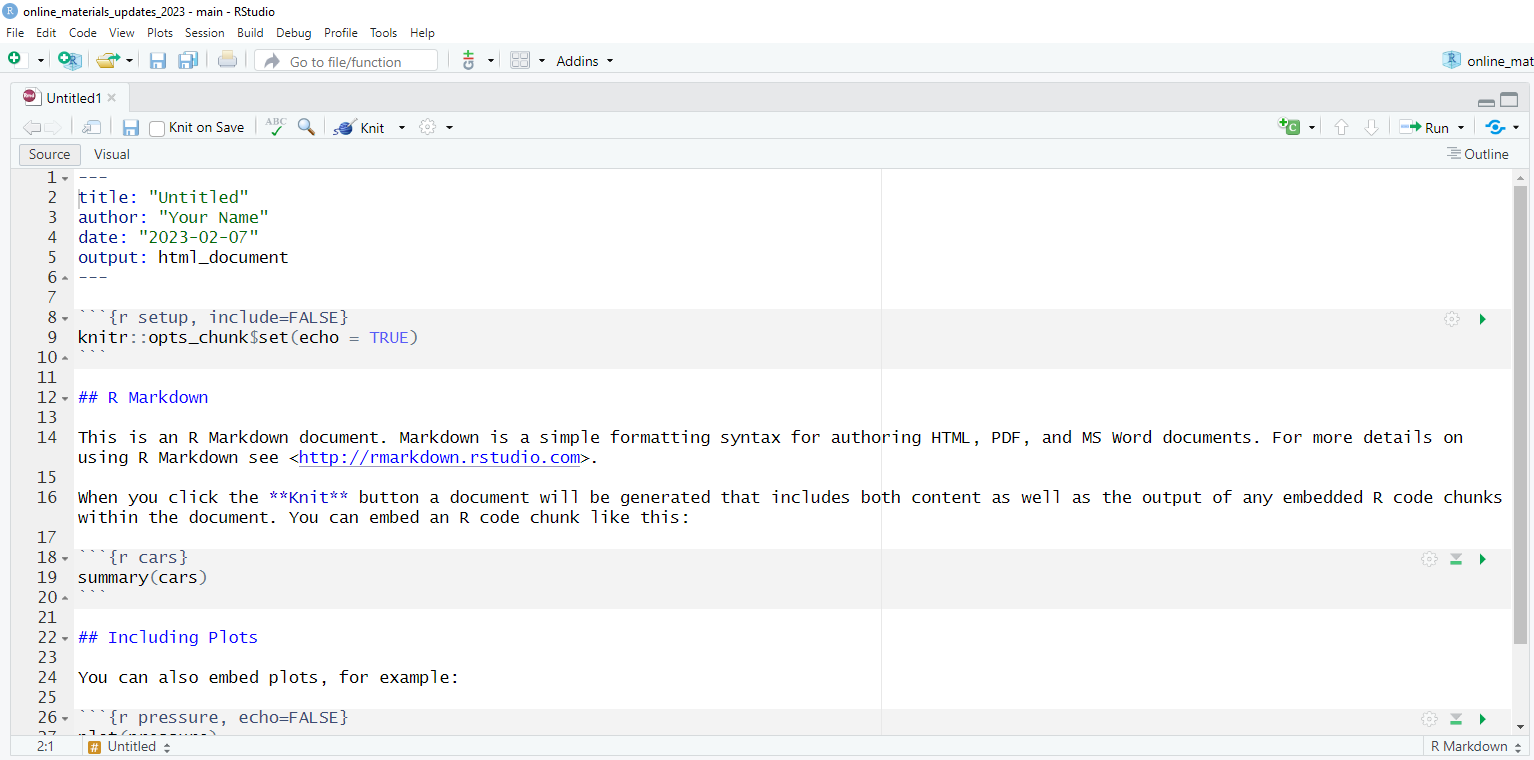 online_materials_updates_2023 - main - RStudio
File Edit Code View Plots Session Build Debug Profile Tools Help
Go to file/function Addins online_mat
Untitled1
Knit on Save ABC Knit Run
Source Visual Outline
1 ---
2 title: "Untitled"
3 author: "Your Name"
4 date: "2023-02-07"
5 output: html_document
6 ---
7
8 ```{r setup, include=FALSE}
9 knitr::opts_chunk$set(echo = TRUE)
10 ```
11
12 ## R Markdown
13
14 This is an R Markdown document. Markdown is a simple formatting syntax for authoring HTML, PDF, and MS Word documents. For more details on
using R Markdown see <http://rmarkdown.rstudio.com>.
15
16 When you click the **Knit** button a document will be generated that includes both content as well as the output of any embedded R code chunks
within the document. You can embed an R code chunk like this:
17
18 ```{r cars}
19 summary(cars)
20 ```
21
22 ## Including Plots
23
24 You can also embed plots, for example:
25
26 ```{r pressure, echo=FALSE}
27 plot(pressure)
2:1 # Untitled R Markdown